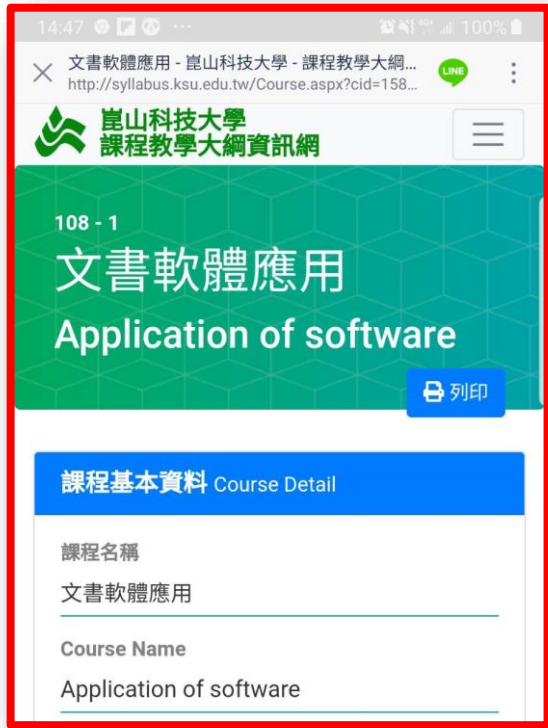 14:47 ... 100%
文書軟體應用 - 崑山科技大學 - 課程教學大綱...
http://syllabus.ksu.edu.tw/Course.aspx?cid=158...
LINE
崑山科技大學
課程教學大綱資訊網
108 - 1
文書軟體應用
Application of software
列印
課程基本資料 Course Detail
課程名稱
文書軟體應用
Course Name
Application of software